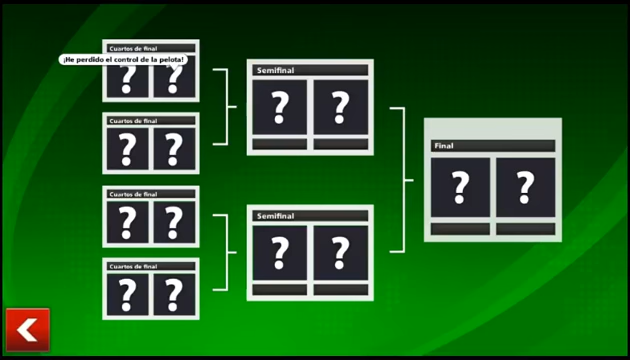 Cuartos de final
¡He perdido el control de la pelota!
? ?
Semifinal
? ?
Cuartos de final
? ?
Final
? ?
Cuartos de final
? ?
Semifinal
? ?
Cuartos de final
? ?